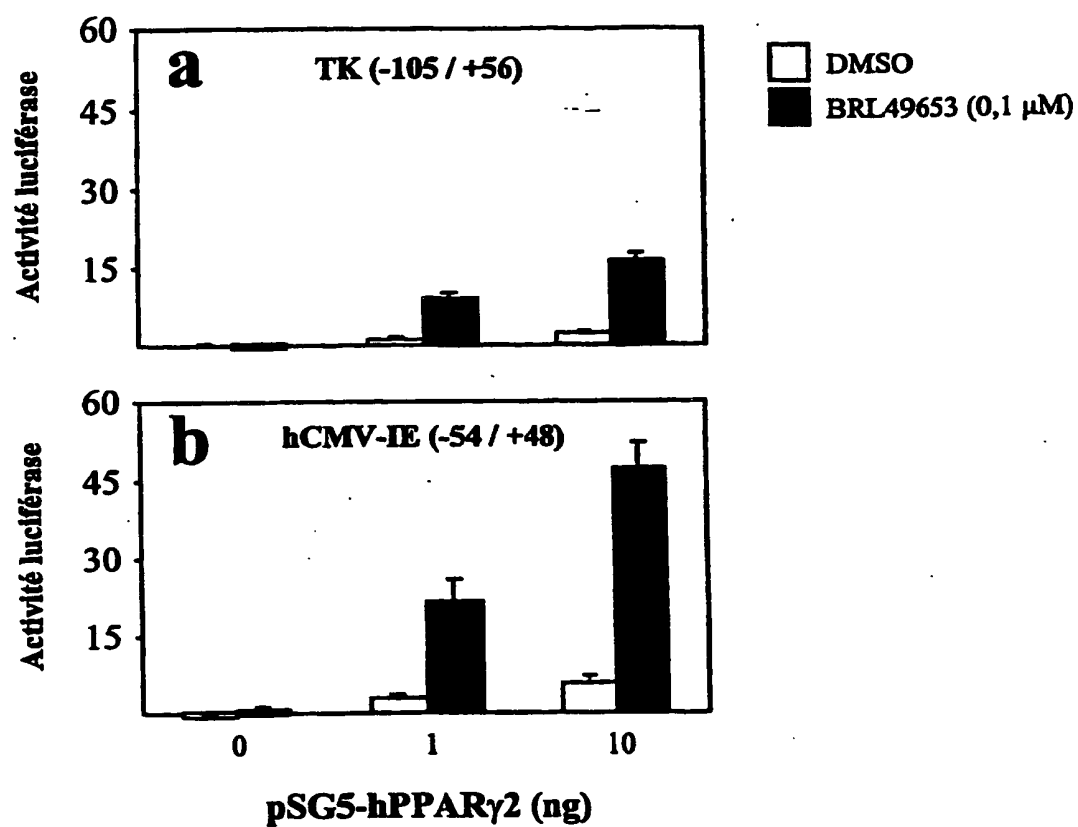 60
45
30
15
Activité luciférase
a
TK (-105 / +56)
DMSO
BRL49653 (0,1 µM)
60
45
30
15
Activité luciférase
b
hCMV-IE (-54 / +48)
0 1 10
pSG5-hPPARγ2 (ng)